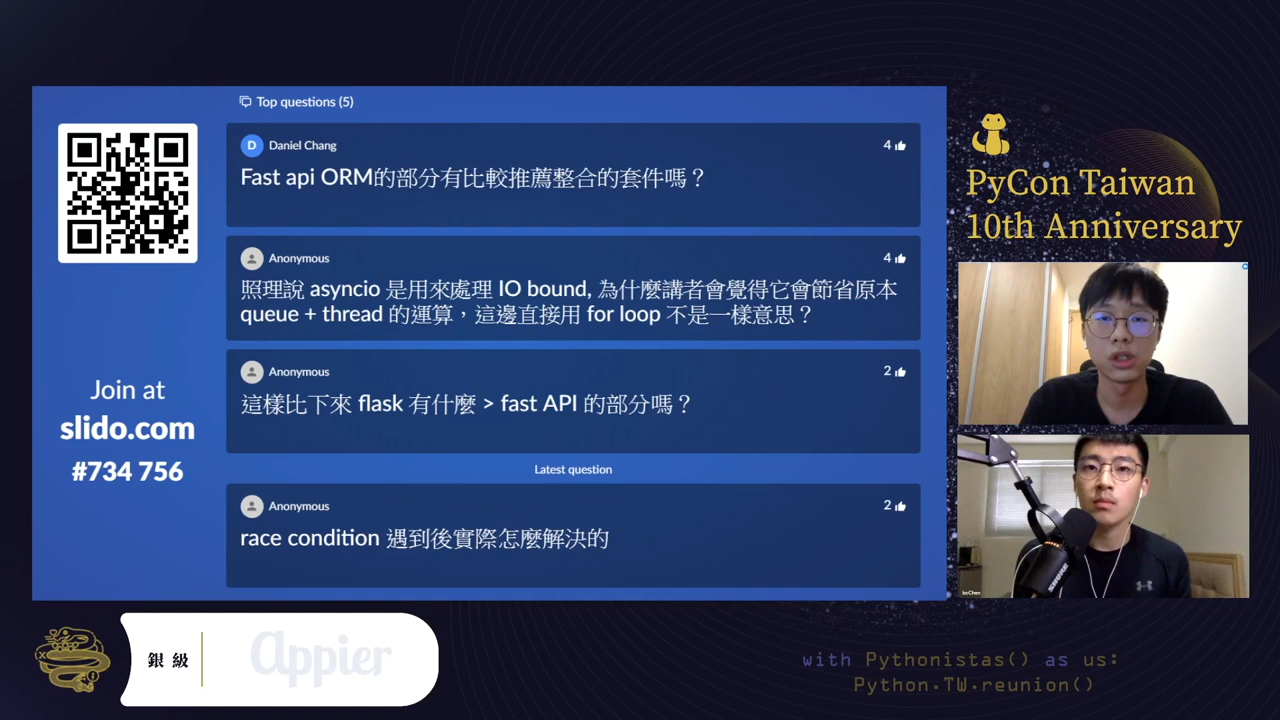 Top questions (5)
D Daniel Chang
4
Fast api ORM的部分有比較推薦整合的套件嗎？
Anonymous
4
照理說 asyncio 是用來處理 IO bound, 為什麼講者會覺得它會節省原本
queue + thread 的運算，這邊直接用 for loop 不是一樣意思？
Anonymous
2
這樣比下來 flask 有什麼 > fast API 的部分嗎？
Latest question
Anonymous
2
race condition 遇到後實際怎麼解決的
Join at
slido.com
#734 756
PyCon Taiwan
10th Anniversary
SHURE
bcChen
銀級
Appier
with Pythonistas() as us:
Python.TW.reunion()